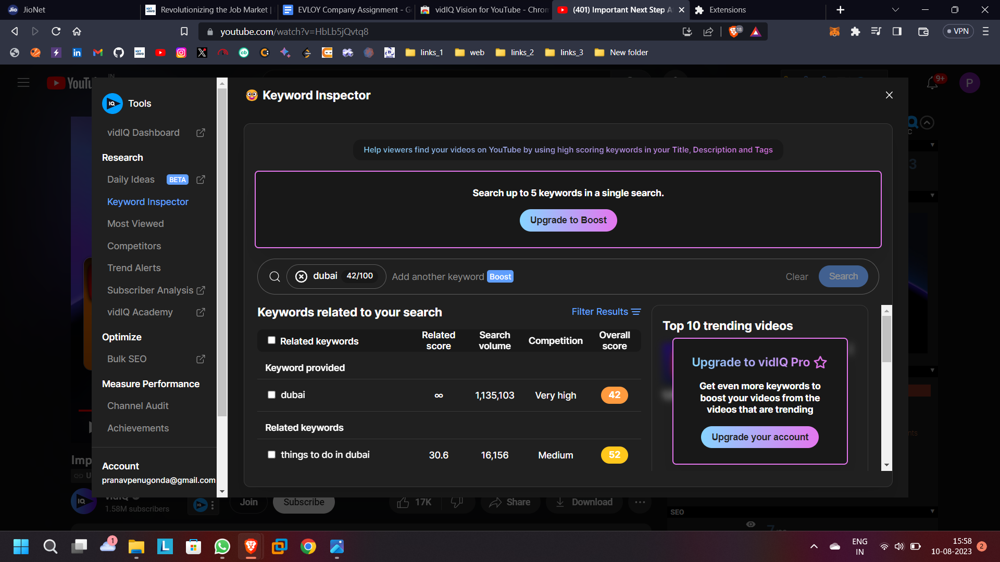 JioNet
Revolutionizing the Job Market |
EVLOY Company Assignment - G
vidIQ Vision for YouTube - Chrom
(401) Important Next Step A
Extensions
youtube.com/watch?v=HbLb5jQvtq8
18
VPN
links_1
web
links_2
links_3
New folder
IN
9+
P
IQ
Tools
vidIQ Dashboard
Research
Daily Ideas BETA
Keyword Inspector
Most Viewed
Competitors
Trend Alerts
Subscriber Analysis
vidIQ Academy
Optimize
Bulk SEO
Measure Performance
Channel Audit
Achievements
Account
pranavpenugonda@gmail.com
Keyword Inspector
Help viewers find your videos on YouTube by using high scoring keywords in your Title, Description and Tags
Search up to 5 keywords in a single search.
Upgrade to Boost
dubai 42/100 Add another keyword Boost
Clear
Search
Keywords related to your search
Filter Results
Related keywords
Related score
Search volume
Competition
Overall score
Keyword provided
dubai ∞ 1,135,103 Very high 42
Related keywords
things to do in dubai 30.6 16,156 Medium 52
Top 10 trending videos
Upgrade to vidIQ Pro
Get even more keywords to
boost your videos from the
videos that are trending
Upgrade your account
1.58M subscribers
Join
Subscribe
17K
Share
Download
SEO
1
ENG
IN
15:58
10-08-2023
2